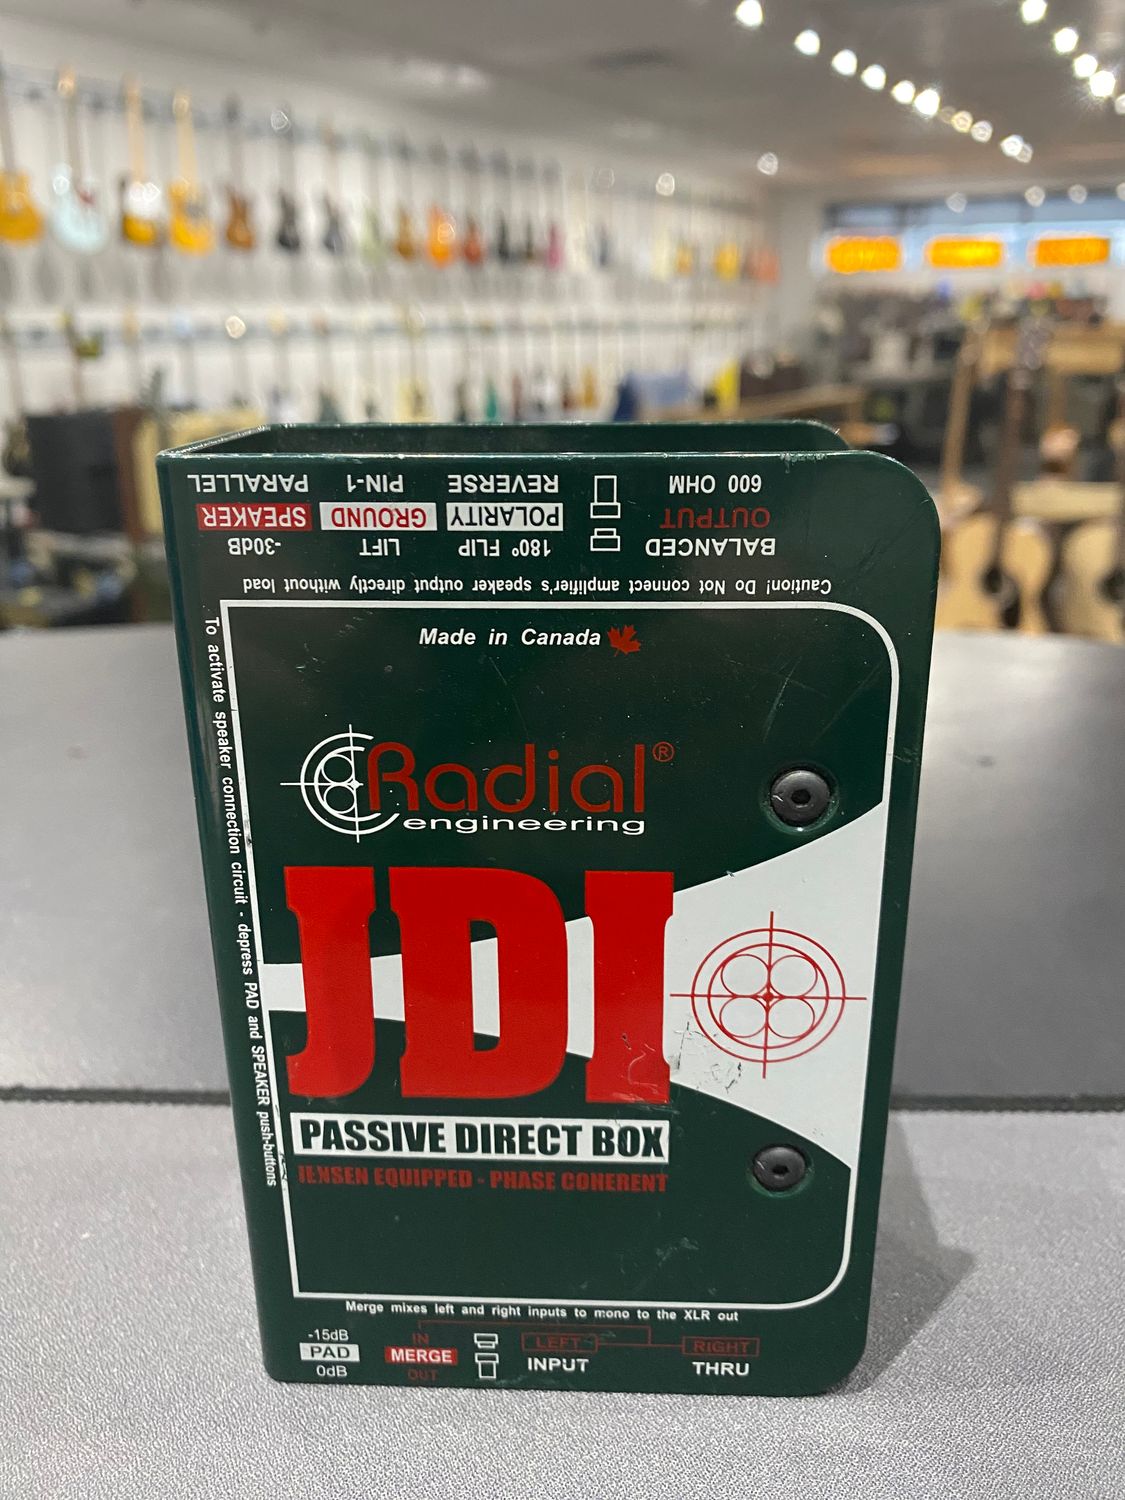 PARALLEL PIN-1 REVERSE 600 OHM
SPEAKER GROUND POLARITY OUTPUT
-30dB LIFT 180° FLIP BALANCED
Caution! Do Not connect amplifier's speaker output directly without load
To activate speaker connection circuit - depress PAD and SPEAKER push-buttons
Made in Canada
Radial®
engineering
JDI
PASSIVE DIRECT BOX
JENSEN EQUIPPED - PHASE COHERENT
Merge mixes left and right inputs to mono to the XLR out
-15dB IN
PAD MERGE LEFT RIGHT
0dB OUT INPUT THRU